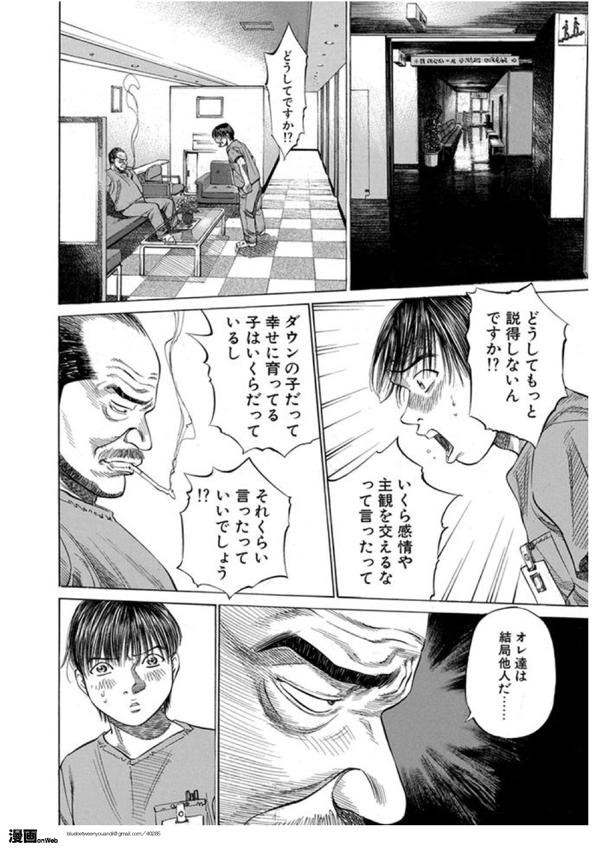 どうしてですか!?
どうしてもっと
説得しないん
ですか!?
いくら感情や
主観を交えるな
って言ったって
ダウンの子だって
幸せに育ってる
子はいくらだって
いるし
それくらい
言ったって
いいでしょう
!?
オレ達は
結局他人だ……
漫画onWeb
bluebetweenyouandi@gmail.com/40285